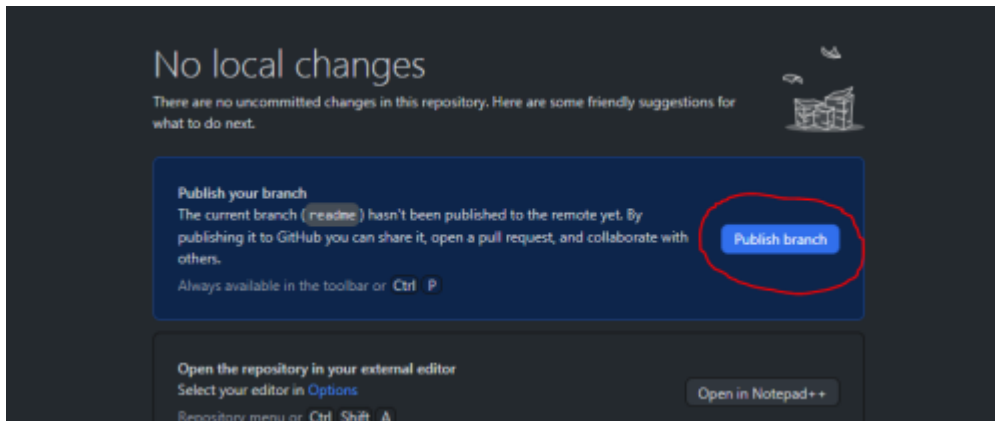 No local changes
There are no uncommitted changes in this repository. Here are some friendly suggestions for
what to do next.
Publish your branch
The current branch ( readme ) hasn't been published to the remote yet. By
publishing it to GitHub you can share it, open a pull request, and collaborate with
others.
Publish branch
Always available in the toolbar or Ctrl P
Open the repository in your external editor
Select your editor in Options
Open in Notepad++
Repository menu or Ctrl Shift A